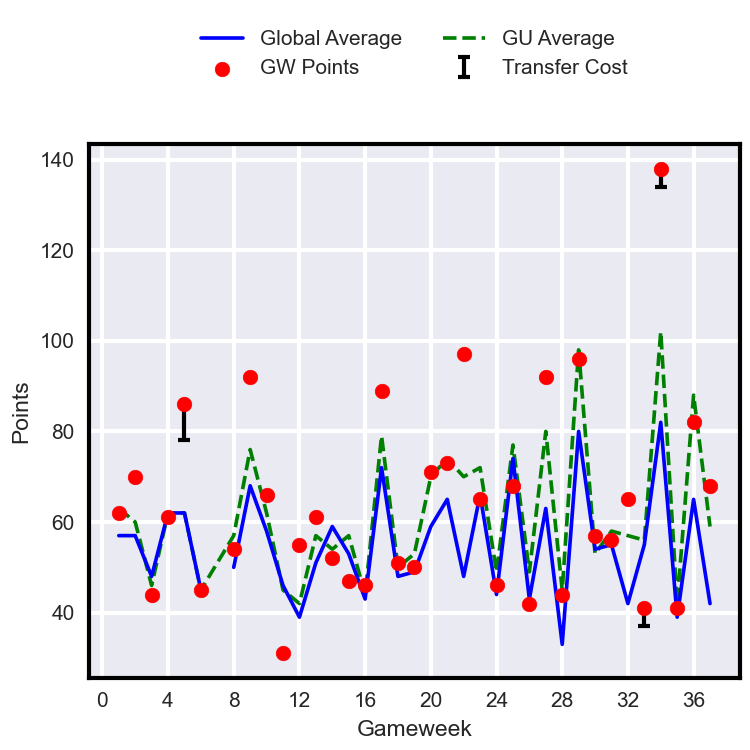 Global Average
GU Average
GW Points
Transfer Cost
140
120
100
80
60
40
Points
0 4 8 12 16 20 24 28 32 36
Gameweek